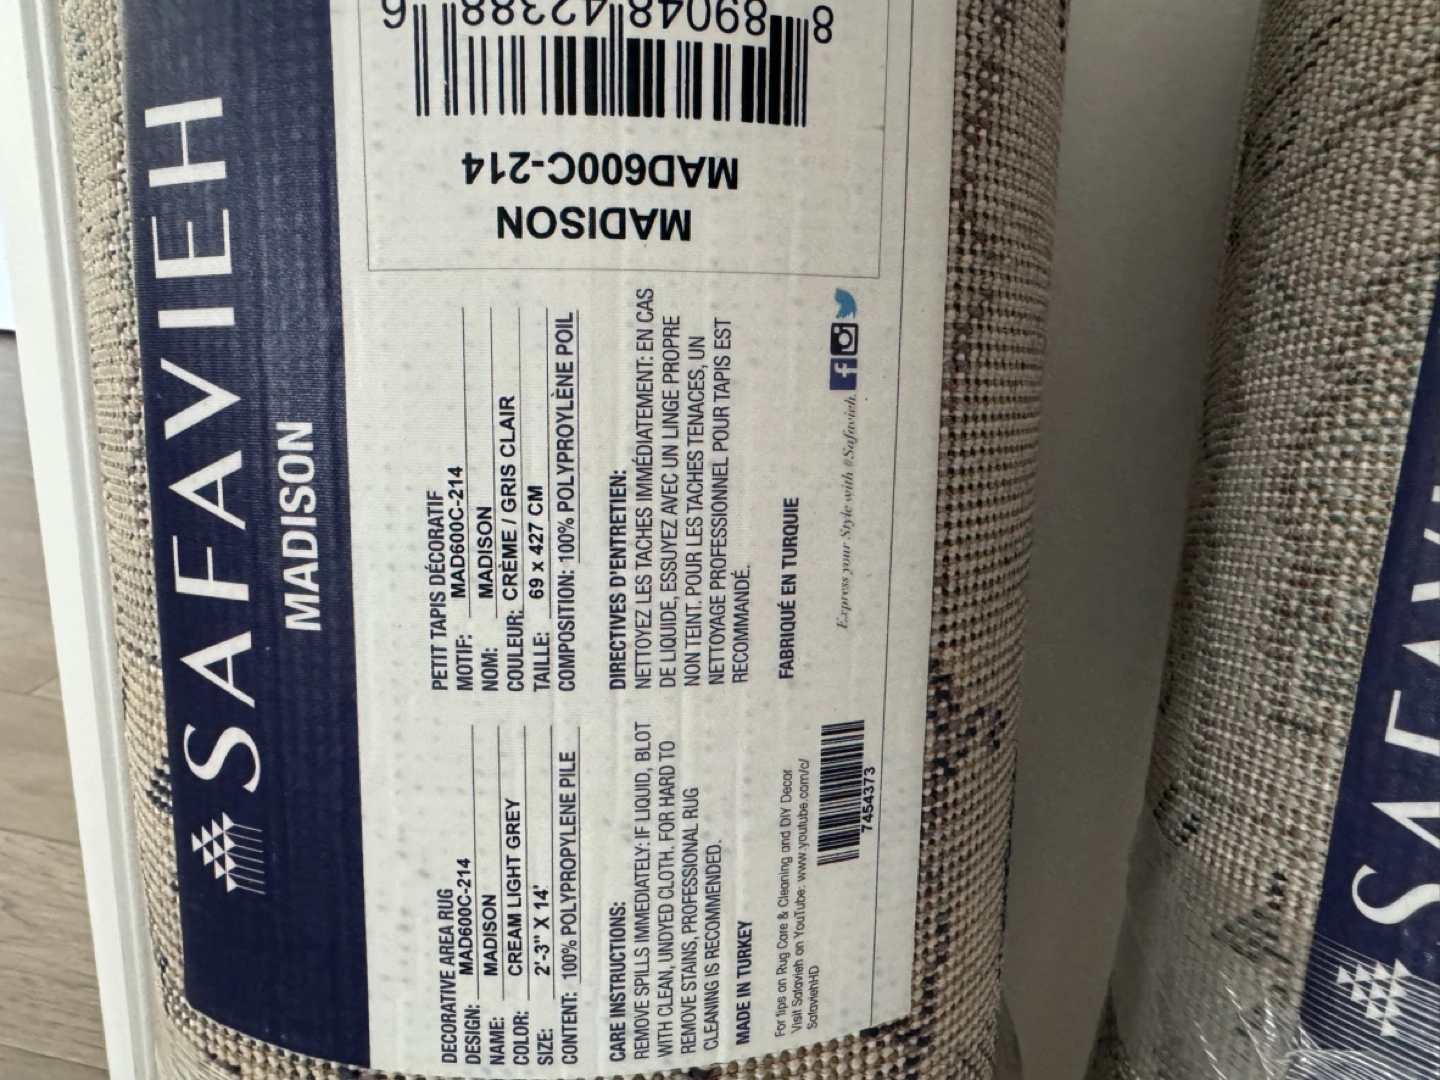 SAFAVIEH
MADISON
DECORATIVE AREA RUG
DESIGN: MAD600C-214
NAME: MADISON
COLOR: CREAM LIGHT GREY
SIZE: 2'-3" X 14'
CONTENT: 100% POLYPROPYLENE PILE
CARE INSTRUCTIONS:
REMOVE SPILLS IMMEDIATELY: IF LIQUID, BLOT
WITH CLEAN, UNDYED CLOTH. FOR HARD TO
REMOVE STAINS, PROFESSIONAL RUG
CLEANING IS RECOMMENDED.
MADE IN TURKEY
For tips on Rug Care & Cleaning and DIY Decor
Visit Safavieh on YouTube: www.youtube.com/c/
SafaviehHD
7454373
PETIT TAPIS DÉCORATIF
MOTIF: MAD600C-214
NOM: MADISON
COULEUR: CRÈME / GRIS CLAIR
TAILLE: 69 x 427 CM
COMPOSITION: 100% POLYPROYLÈNE POIL
DIRECTIVES D'ENTRETIEN:
NETTOYEZ LES TACHES IMMÉDIATEMENT: EN CAS
DE LIQUIDE, ESSUYEZ AVEC UN LINGE PROPRE
NON TEINT. POUR LES TACHES TENACES, UN
NETTOYAGE PROFESSIONNEL POUR TAPIS EST
RECOMMANDÉ.
FABRIQUÉ EN TURQUIE
Express your Style with #Safavieh.
MADISON
MAD600C-214
8 89048 42388 6